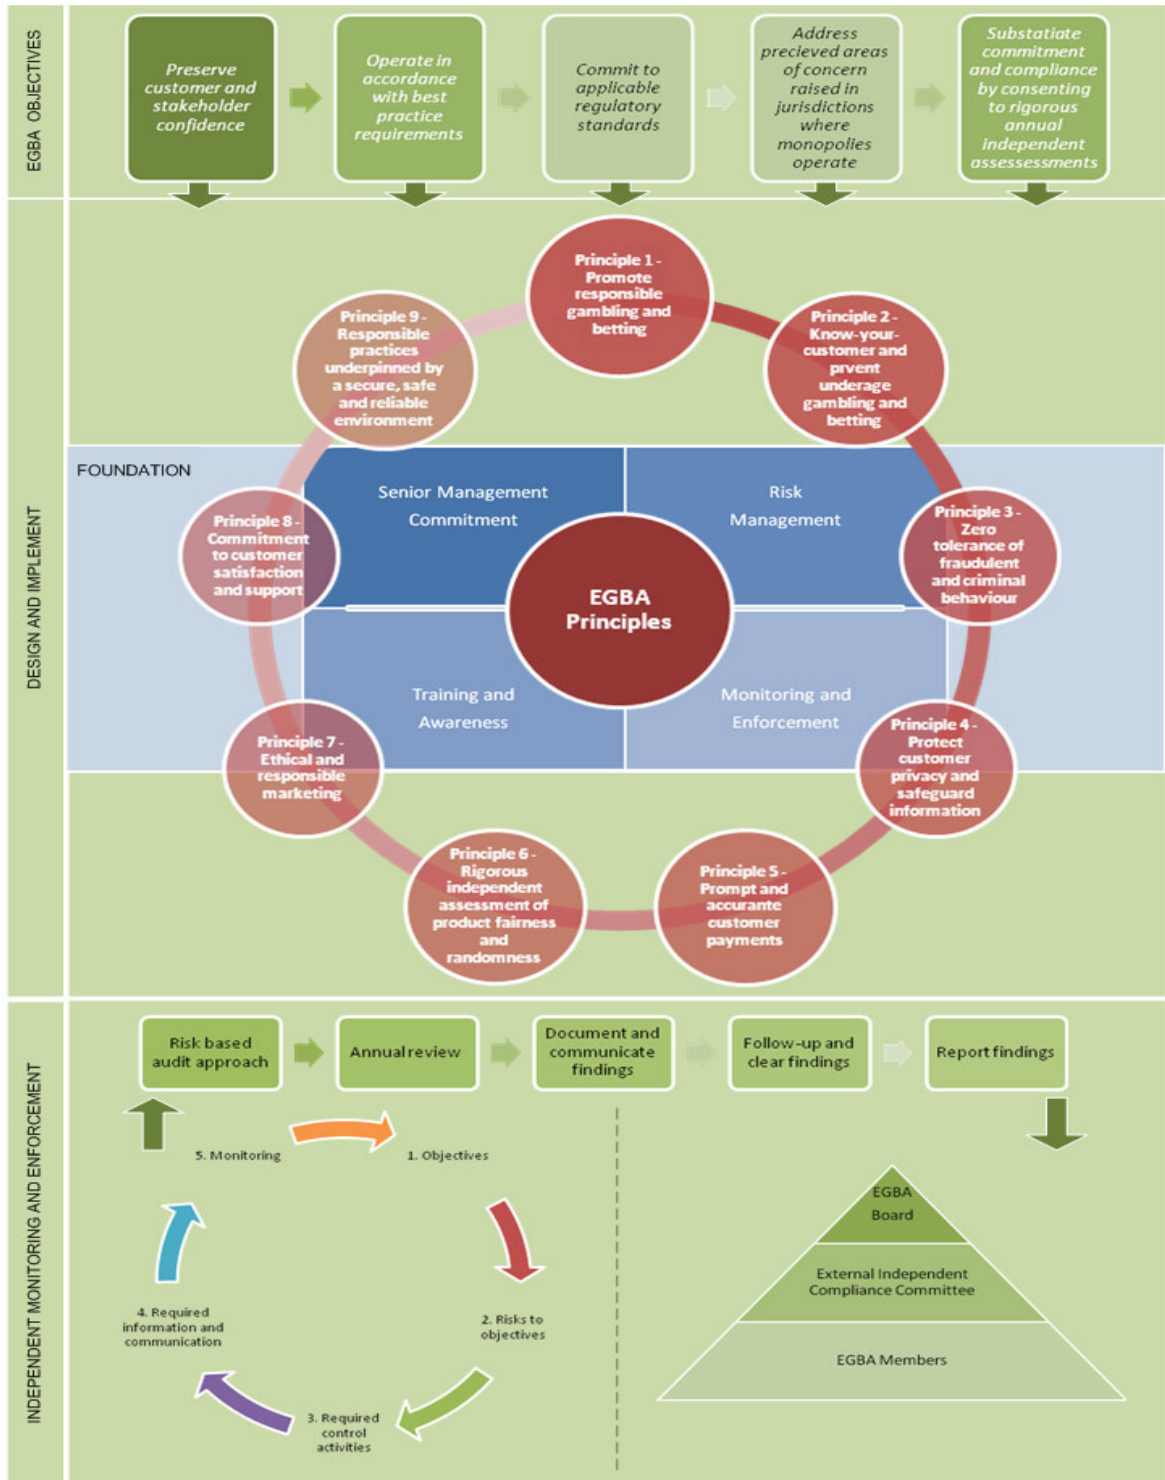 EGBA OBJECTIVES
Preserve
customer and
stakeholder
confidence
Operate in
accordance
with best
practice
requirements
Commit to
applicable
regulatory
standards
Address
precieved areas
of concern
raised in
jurisdictions
where
monopolies
operate
Substatiate
commitment
and compliance
by consenting
to rigorous
annual
independent
assessessments
DESIGN AND IMPLEMENT
Principle 1 -
Promote
responsible
gambling and
betting
Principle 2 -
Know-your-
customer and
prvent
underage
gambling and
betting
Principle 9 -
Responsible
practices
underpinned by
a secure, safe
and reliable
environment
FOUNDATION
Senior Management
Commitment
Risk
Management
Principle 8 -
Commitment
to customer
satisfaction
and support
Principle 3 -
Zero
tolerance of
fraudulent
and criminal
behaviour
EGBA
Principles
Training and
Awareness
Monitoring and
Enforcement
Principle 7 -
Ethical and
responsible
marketing
Principle 4 -
Protect
customer
privacy and
safeguard
information
Principle 6 -
Rigorous
independent
assessment of
product fairness
and
randomness
Principle 5 -
Prompt and
accurante
customer
payments
INDEPENDENT MONITORING AND ENFORCEMENT
Risk based
audit approach
Annual review
Document and
communicate
findings
Follow-up and
clear findings
Report findings
5. Monitoring
1. Objectives
2. Risks to
objectives
3. Required
control
activities
4. Required
information and
communication
EGBA
Board
External Independent
Compliance Committee
EGBA Members